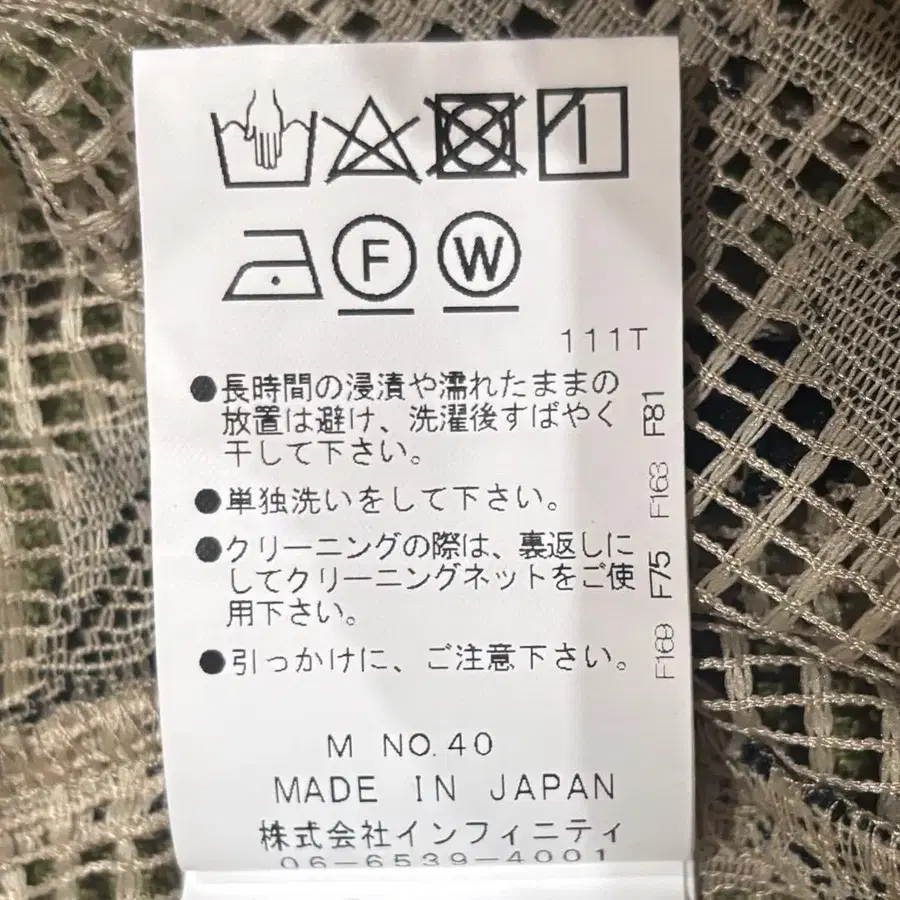 F
W
111T
●長時間の浸漬や濡れたままの
放置は避け、洗濯後すばやく
干して下さい。
●単独洗いをして下さい。
●クリーニングの際は、裏返しに
してクリーニングネットをご使
用下さい。
●引っかけに、ご注意下さい。
F169 F75 F163 F81
M NO.40
MADE IN JAPAN
株式会社インフィニティ
06-6539-4001